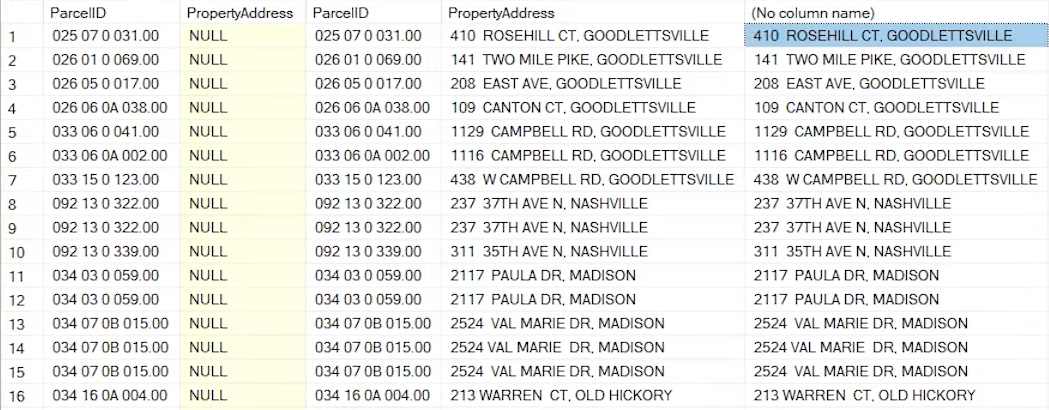 ParcelID PropertyAddress ParcelID PropertyAddress (No column name)
1 025 07 0 031.00 NULL 025 07 0 031.00 410  ROSEHILL CT, GOODLETTSVILLE 410  ROSEHILL CT, GOODLETTSVILLE
2 026 01 0 069.00 NULL 026 01 0 069.00 141  TWO MILE PIKE, GOODLETTSVILLE 141  TWO MILE PIKE, GOODLETTSVILLE
3 026 05 0 017.00 NULL 026 05 0 017.00 208  EAST AVE, GOODLETTSVILLE 208  EAST AVE, GOODLETTSVILLE
4 026 06 0A 038.00 NULL 026 06 0A 038.00 109  CANTON CT, GOODLETTSVILLE 109  CANTON CT, GOODLETTSVILLE
5 033 06 0 041.00 NULL 033 06 0 041.00 1129  CAMPBELL RD, GOODLETTSVILLE 1129  CAMPBELL RD, GOODLETTSVILLE
6 033 06 0A 002.00 NULL 033 06 0A 002.00 1116  CAMPBELL RD, GOODLETTSVILLE 1116  CAMPBELL RD, GOODLETTSVILLE
7 033 15 0 123.00 NULL 033 15 0 123.00 438  W CAMPBELL RD, GOODLETTSVILLE 438  W CAMPBELL RD, GOODLETTSVILLE
8 092 13 0 322.00 NULL 092 13 0 322.00 237  37TH AVE N, NASHVILLE 237  37TH AVE N, NASHVILLE
9 092 13 0 322.00 NULL 092 13 0 322.00 237  37TH AVE N, NASHVILLE 237  37TH AVE N, NASHVILLE
10 092 13 0 339.00 NULL 092 13 0 339.00 311  35TH AVE N, NASHVILLE 311  35TH AVE N, NASHVILLE
11 034 03 0 059.00 NULL 034 03 0 059.00 2117  PAULA DR, MADISON 2117  PAULA DR, MADISON
12 034 03 0 059.00 NULL 034 03 0 059.00 2117  PAULA DR, MADISON 2117  PAULA DR, MADISON
13 034 07 0B 015.00 NULL 034 07 0B 015.00 2524  VAL MARIE DR, MADISON 2524  VAL MARIE DR, MADISON
14 034 07 0B 015.00 NULL 034 07 0B 015.00 2524 VAL MARIE  DR, MADISON 2524 VAL MARIE  DR, MADISON
15 034 07 0B 015.00 NULL 034 07 0B 015.00 2524  VAL MARIE DR, MADISON 2524  VAL MARIE DR, MADISON
16 034 16 0A 004.00 NULL 034 16 0A 004.00 213 WARREN  CT, OLD HICKORY 213 WARREN  CT, OLD HICKORY